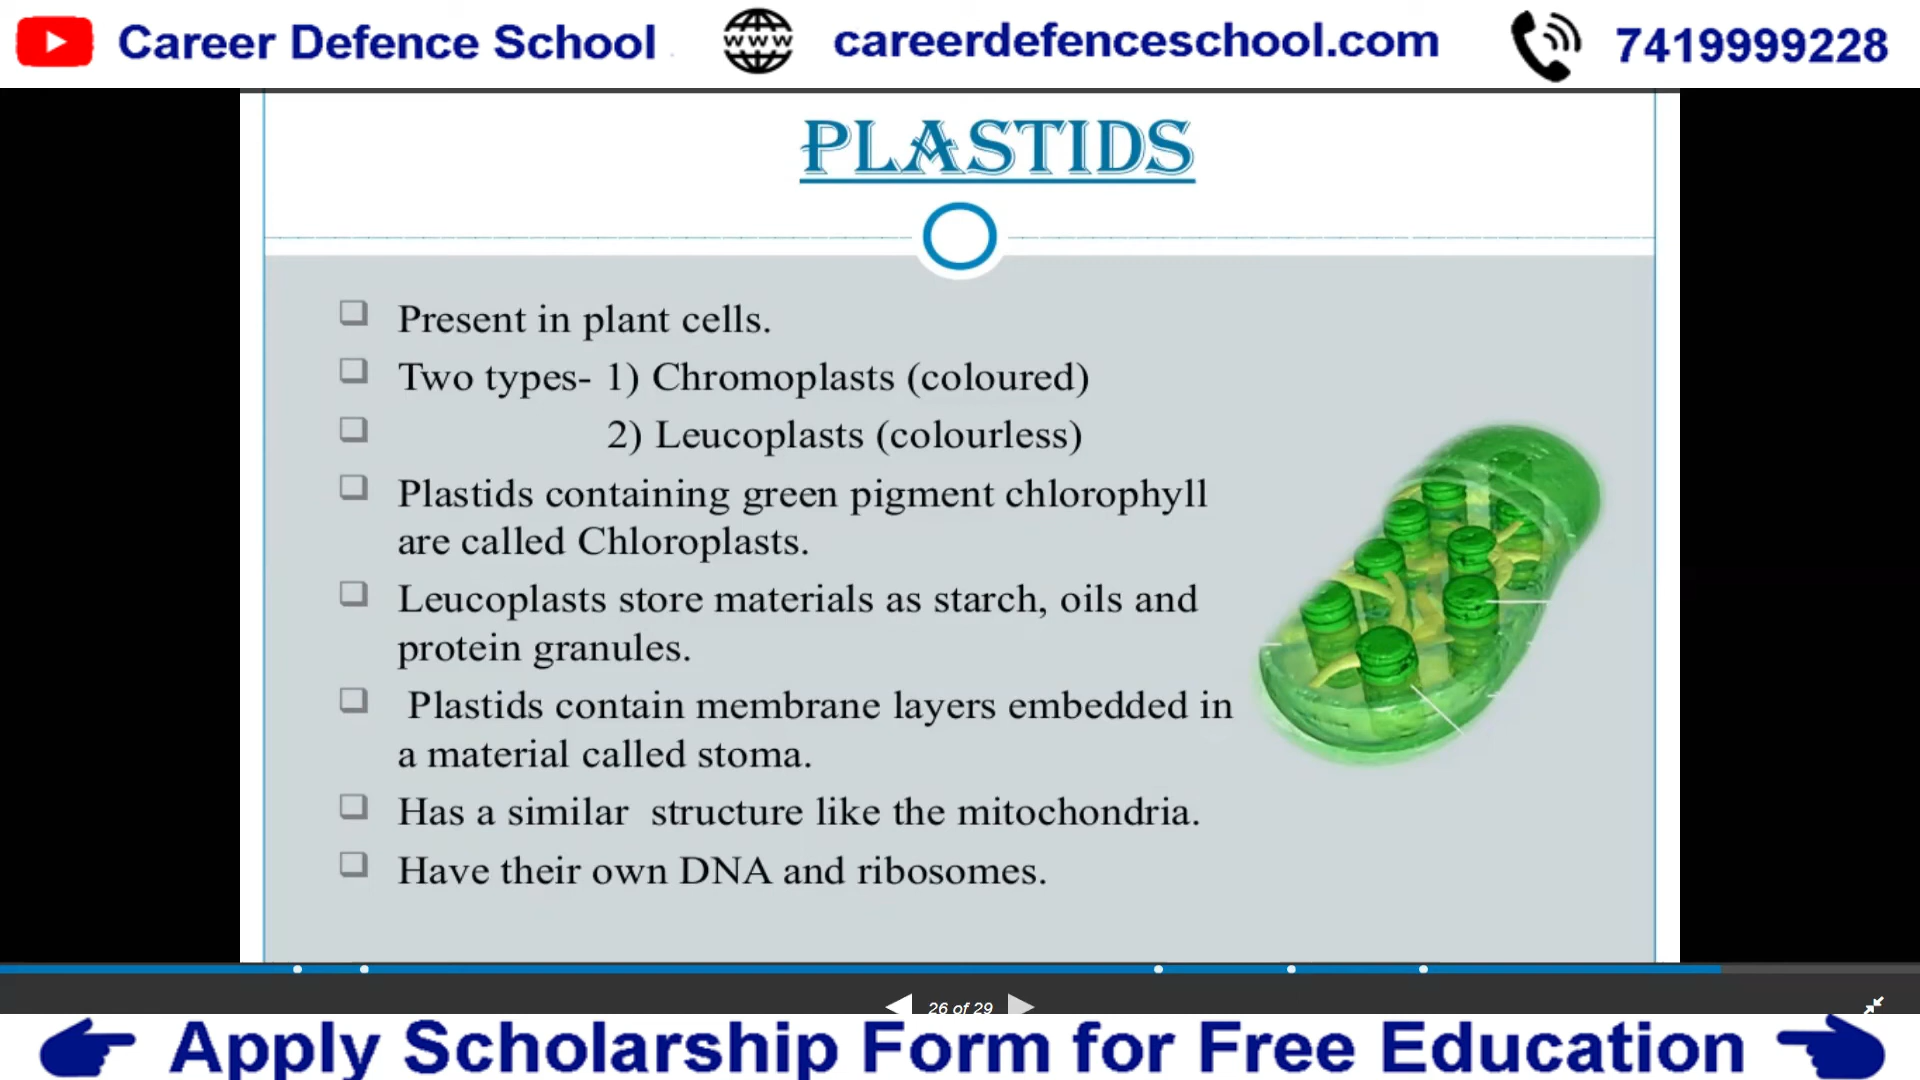 Career Defence School
www
careerdefenceschool.com
7419999228
PLASTIDS
Present in plant cells.
Two types- 1) Chromoplasts (coloured)
2) Leucoplasts (colourless)
Plastids containing green pigment chlorophyll
are called Chloroplasts.
Leucoplasts store materials as starch, oils and
protein granules.
Plastids contain membrane layers embedded in
a material called stoma.
Has a similar structure like the mitochondria.
Have their own DNA and ribosomes.
26 of 29
Apply Scholarship Form for Free Education